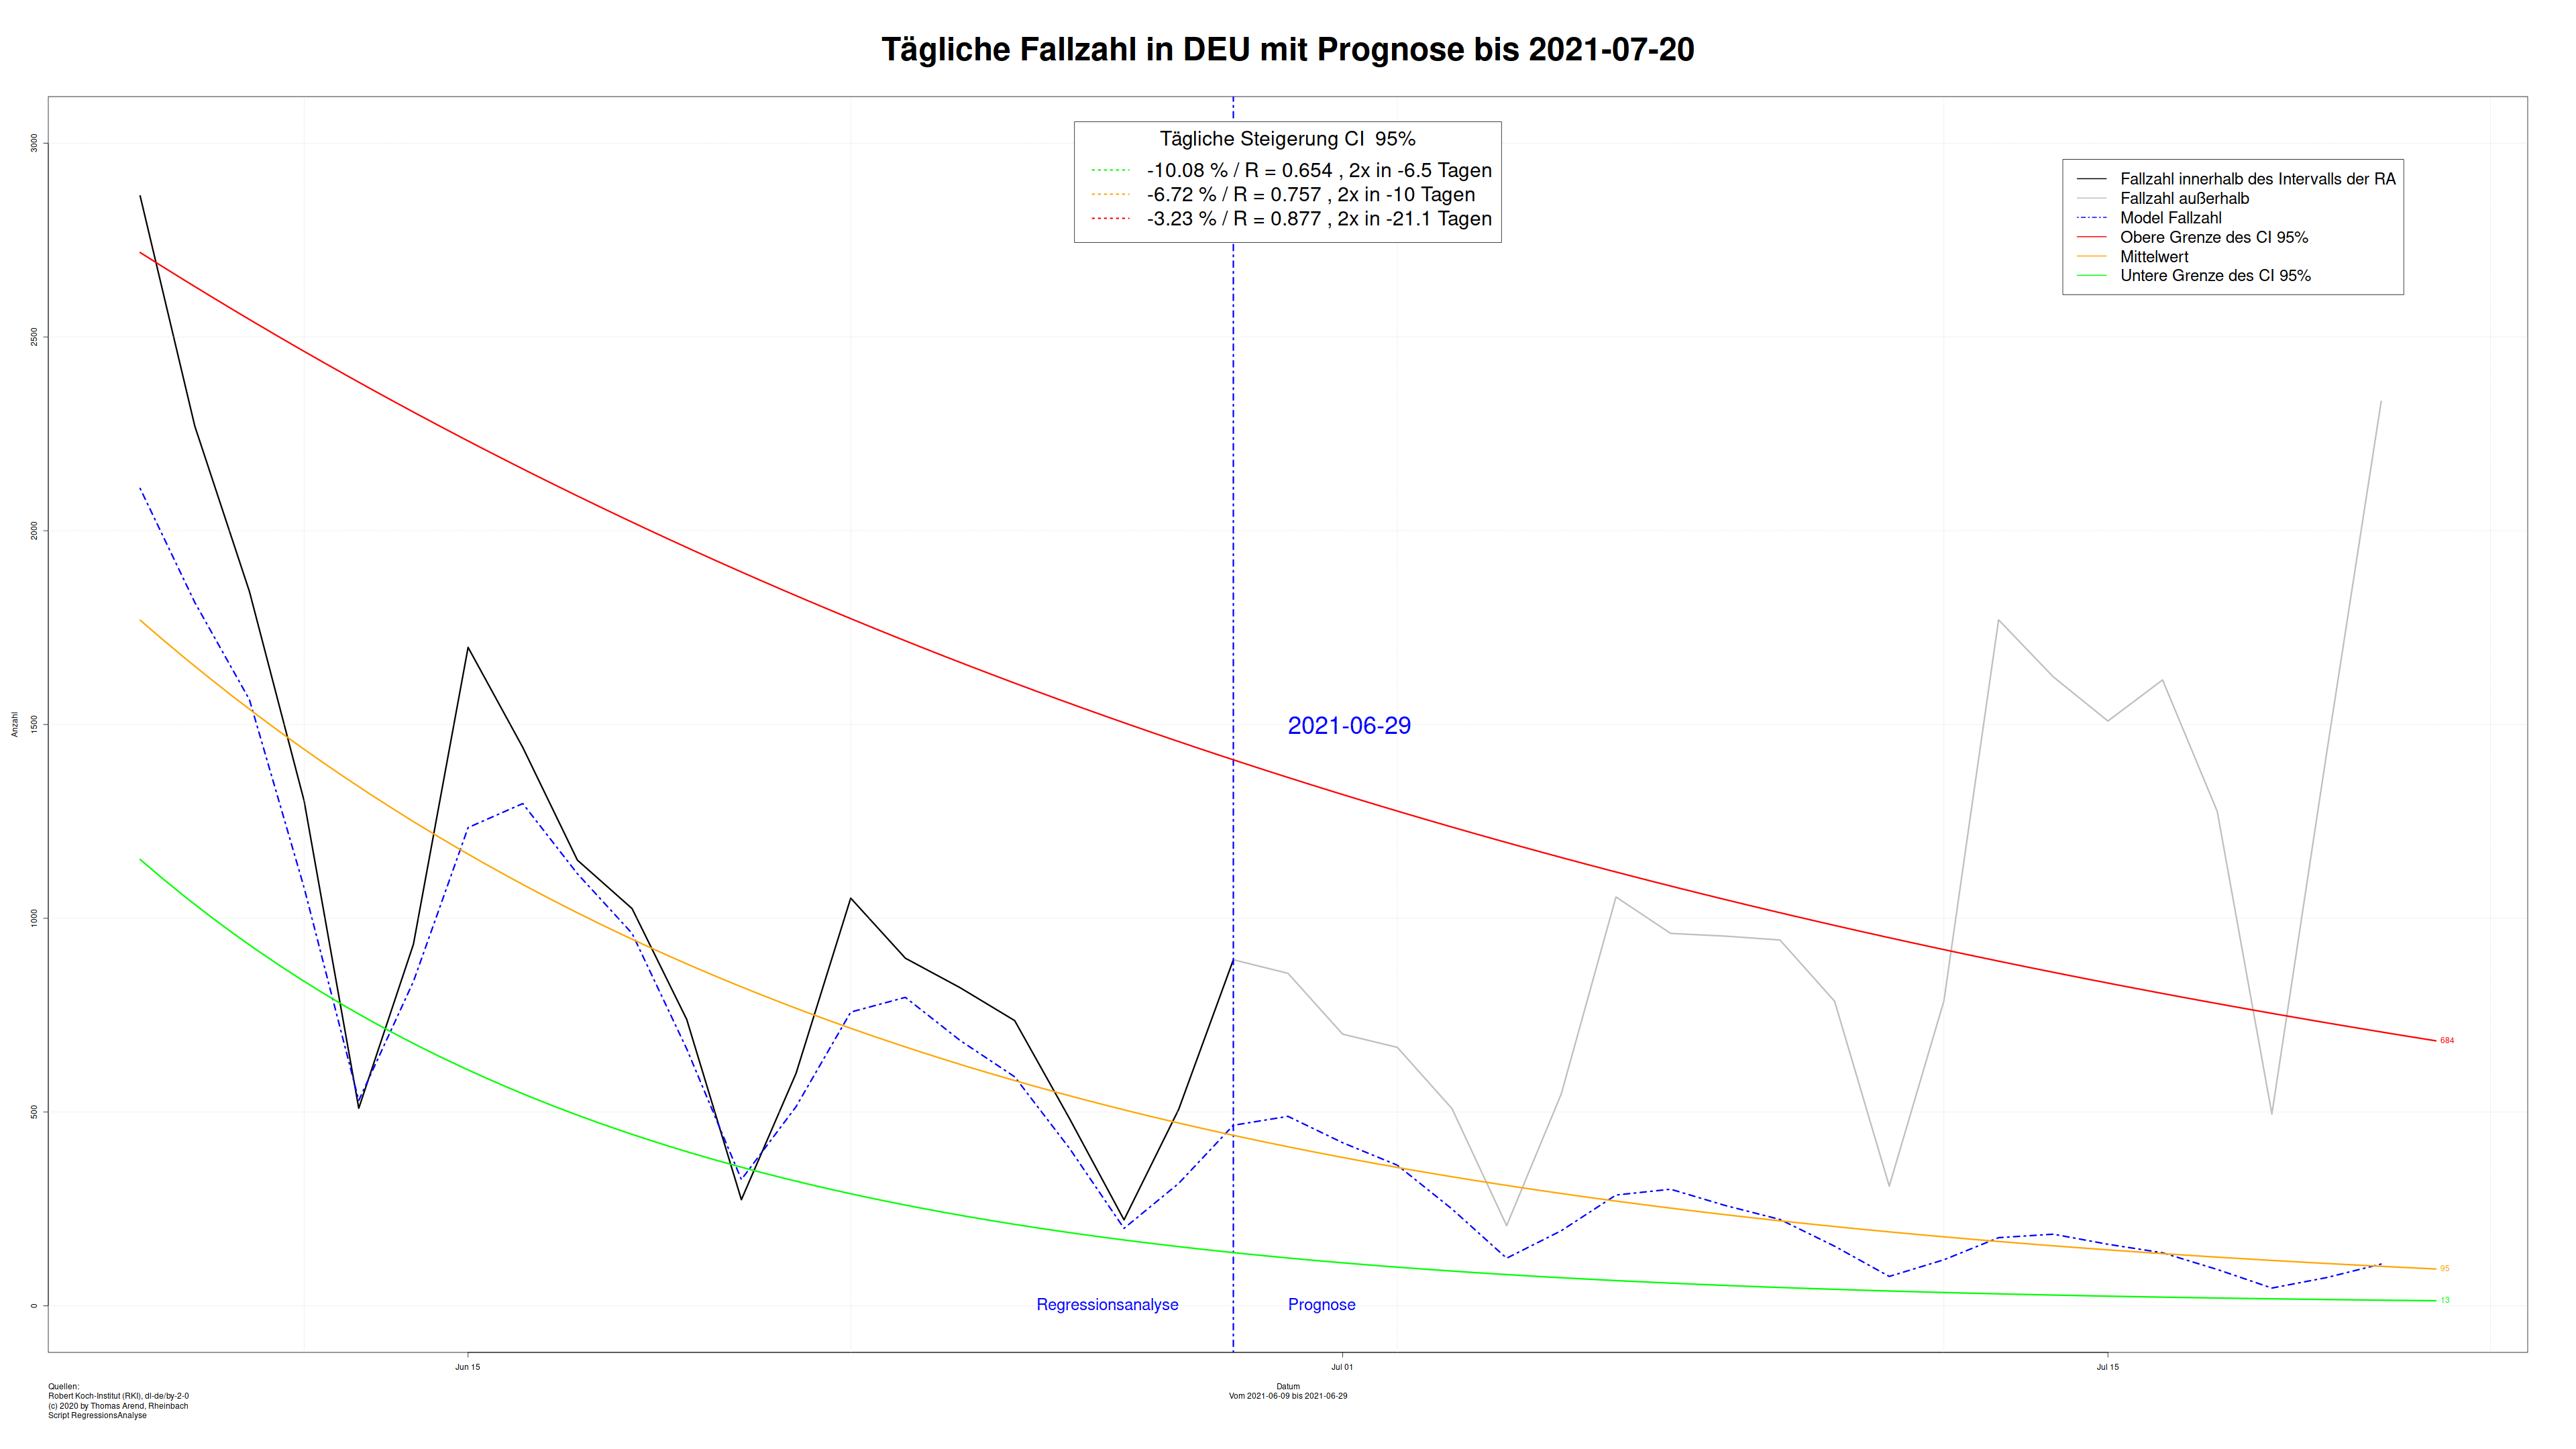 Tägliche Fallzahl in DEU mit Prognose bis 2021-07-20
Tägliche Steigerung CI  95%
-10.08 % / R = 0.654 , 2x in -6.5 Tagen
-6.72 % / R = 0.757 , 2x in -10 Tagen
-3.23 % / R = 0.877 , 2x in -21.1 Tagen
Fallzahl innerhalb des Intervalls der RA
Fallzahl außerhalb
Model Fallzahl
Obere Grenze des CI 95%
Mittelwert
Untere Grenze des CI 95%
3000
2500
2000
1500
1000
500
0
Anzahl
2021-06-29
684
95
13
Regressionsanalyse
Prognose
Jun 15
Jul 01
Jul 15
Datum
Vom 2021-06-09 bis 2021-06-29
Quellen:
Robert Koch-Institut (RKI), dl-de/by-2-0
(c) 2020 by Thomas Arend, Rheinbach
Script RegressionsAnalyse